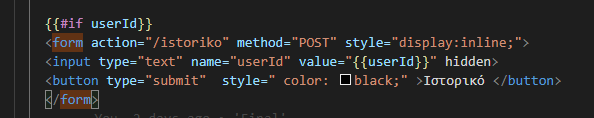 {{#if userId}}
<form action="/istoriko" method="POST" style="display:inline;">
<input type="text" name="userId" value="{{userId}}" hidden>
<button type="submit"  style=" color: black;" >Ιστορικό </button>
</form>
You, 2 days ago • 'Final'